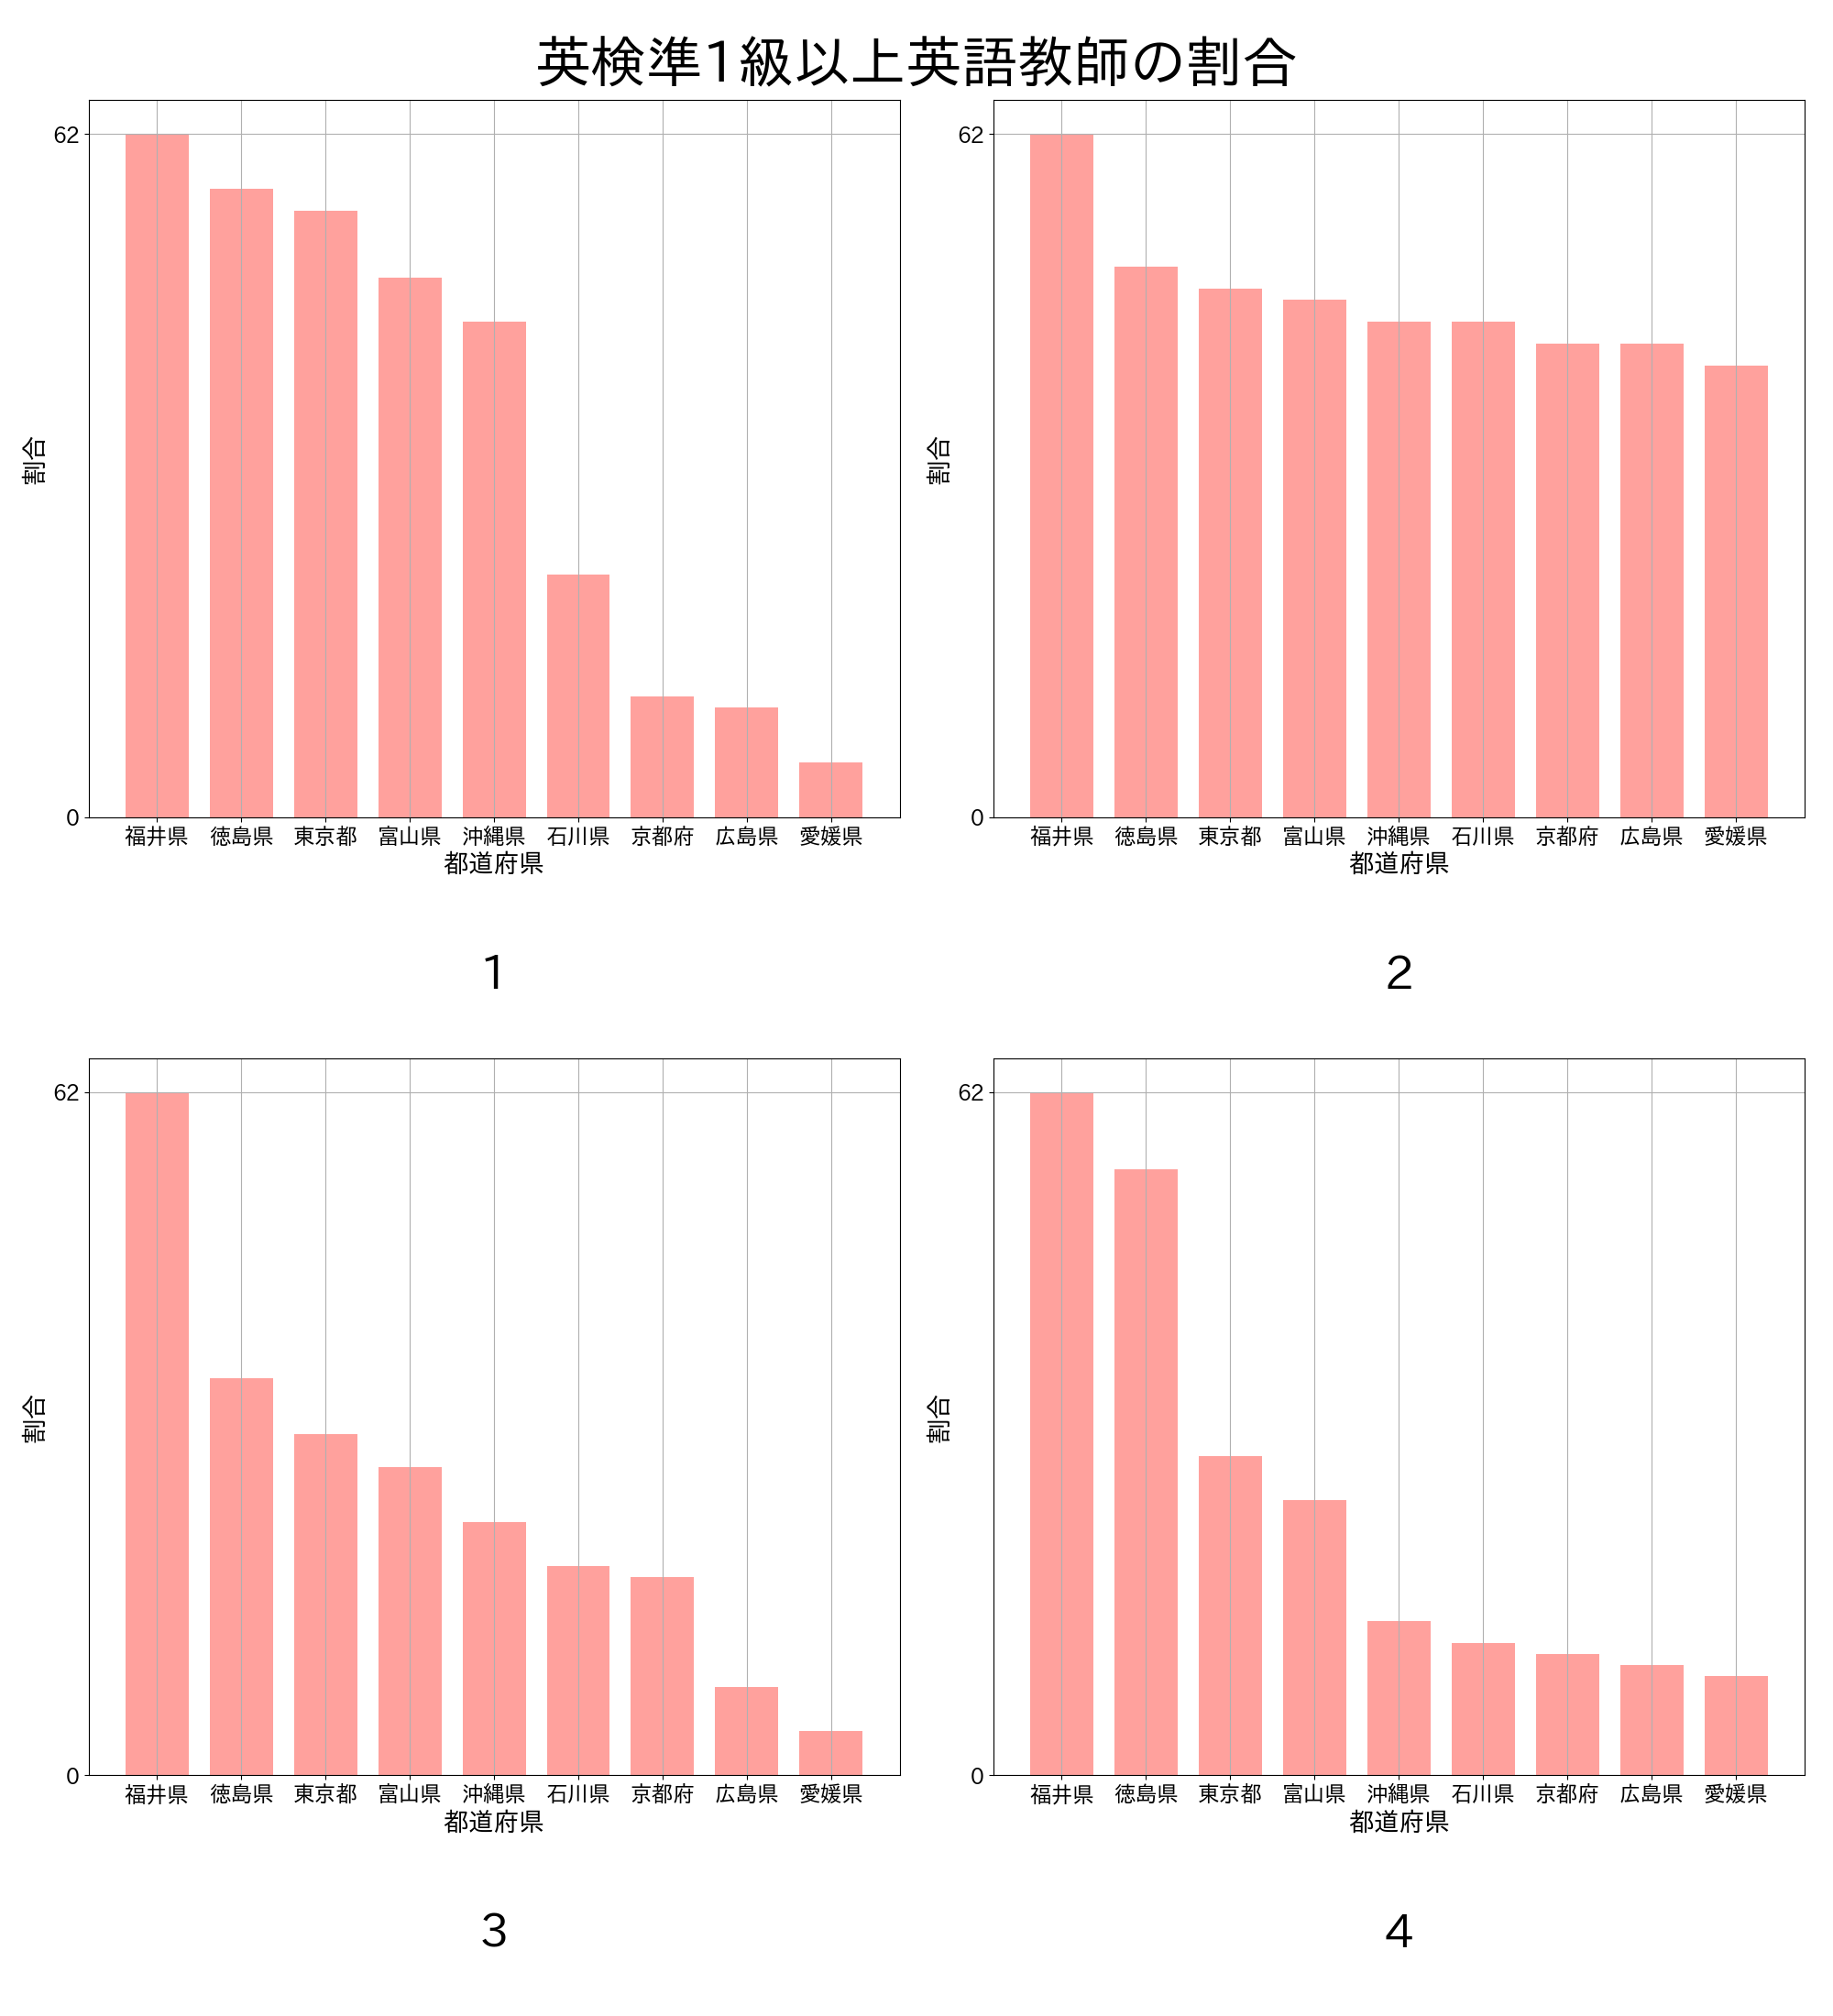 英検準1級以上英語教師の割合
62
0
割合
福井県 徳島県 東京都 富山県 沖縄県 石川県 京都府 広島県 愛媛県
都道府県
1
62
0
割合
福井県 徳島県 東京都 富山県 沖縄県 石川県 京都府 広島県 愛媛県
都道府県
2
62
0
割合
福井県 徳島県 東京都 富山県 沖縄県 石川県 京都府 広島県 愛媛県
都道府県
3
62
0
割合
福井県 徳島県 東京都 富山県 沖縄県 石川県 京都府 広島県 愛媛県
都道府県
4